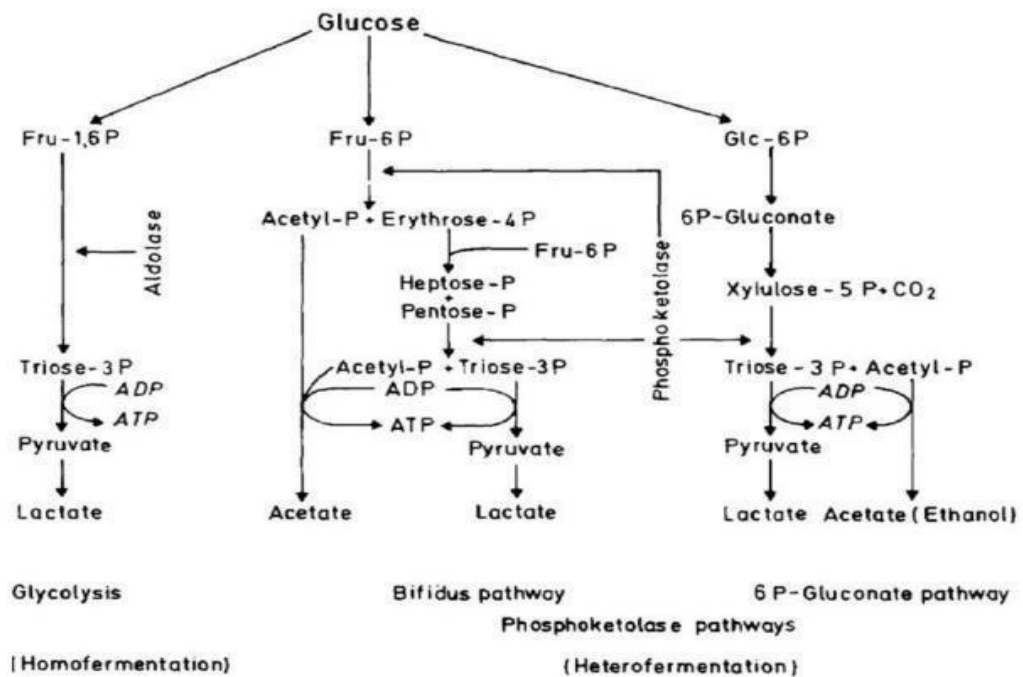 Glucose
Fru-1,6P Fru-6P Glc-6P
Acetyl-P + Erythrose-4P 6P-Gluconate
Aldolase
Fru-6P
Phosphoketolase
Heptose-P
+
Pentose-P
Xylulose-5P+CO2
Triose-3P Acetyl-P + Triose-3P Triose-3P + Acetyl-P
ADP ADP ADP
ATP ATP ATP
Pyruvate Pyruvate Pyruvate
Lactate Acetate Lactate Lactate Acetate (Ethanol)
Glycolysis Bifidus pathway 6P-Gluconate pathway
Phosphoketolase pathways
(Homofermentation) (Heterofermentation)